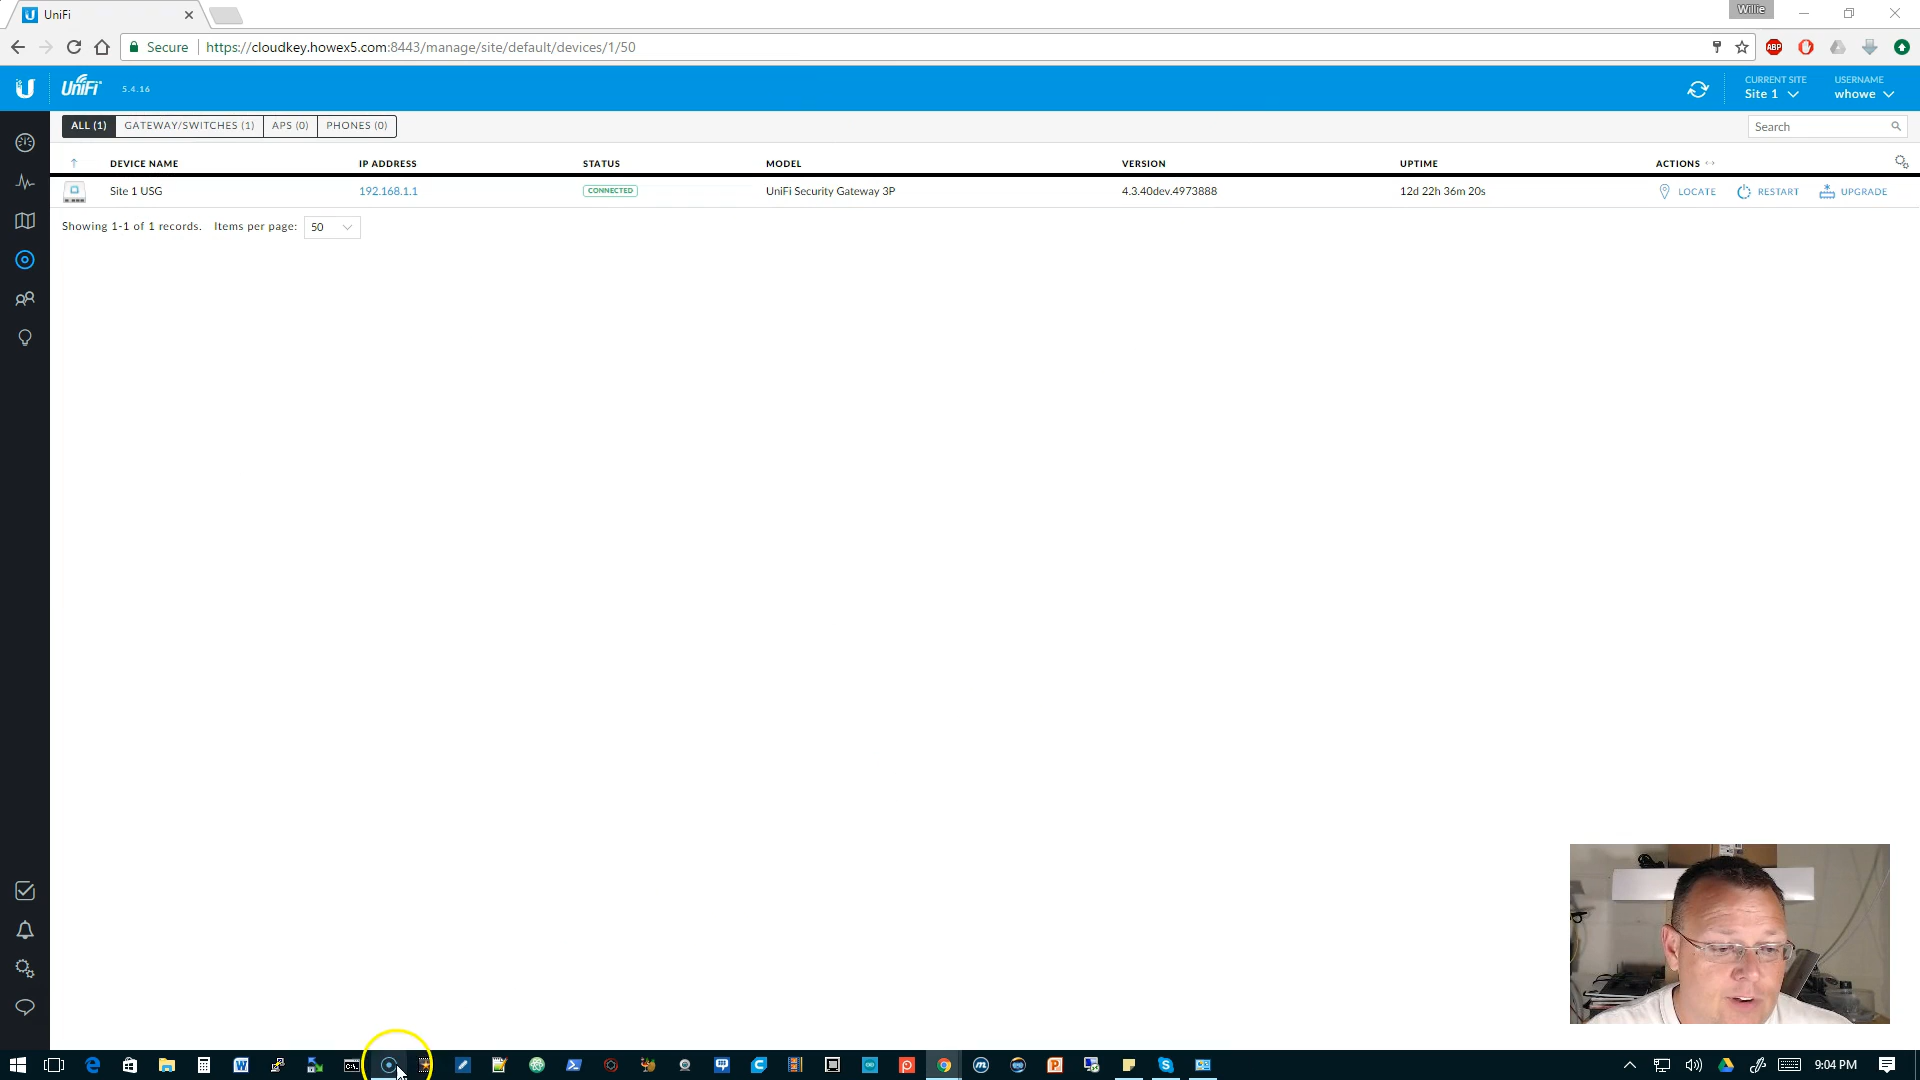 UniFi
Willie
Secure https://cloudkey.howex5.com:8443/manage/site/default/devices/1/50
ABP
UniFi 5.4.16
CURRENT SITE USERNAME
Site 1 whowe
ALL (1) GATEWAY/SWITCHES (1) APS (0) PHONES (0) Search
DEVICE NAME IP ADDRESS STATUS MODEL VERSION UPTIME ACTIONS
Site 1 USG 192.168.1.1 CONNECTED UniFi Security Gateway 3P 4.3.40dev.4973888 12d 22h 36m 20s LOCATE RESTART UPGRADE
Showing 1-1 of 1 records. Items per page: 50
9:04 PM